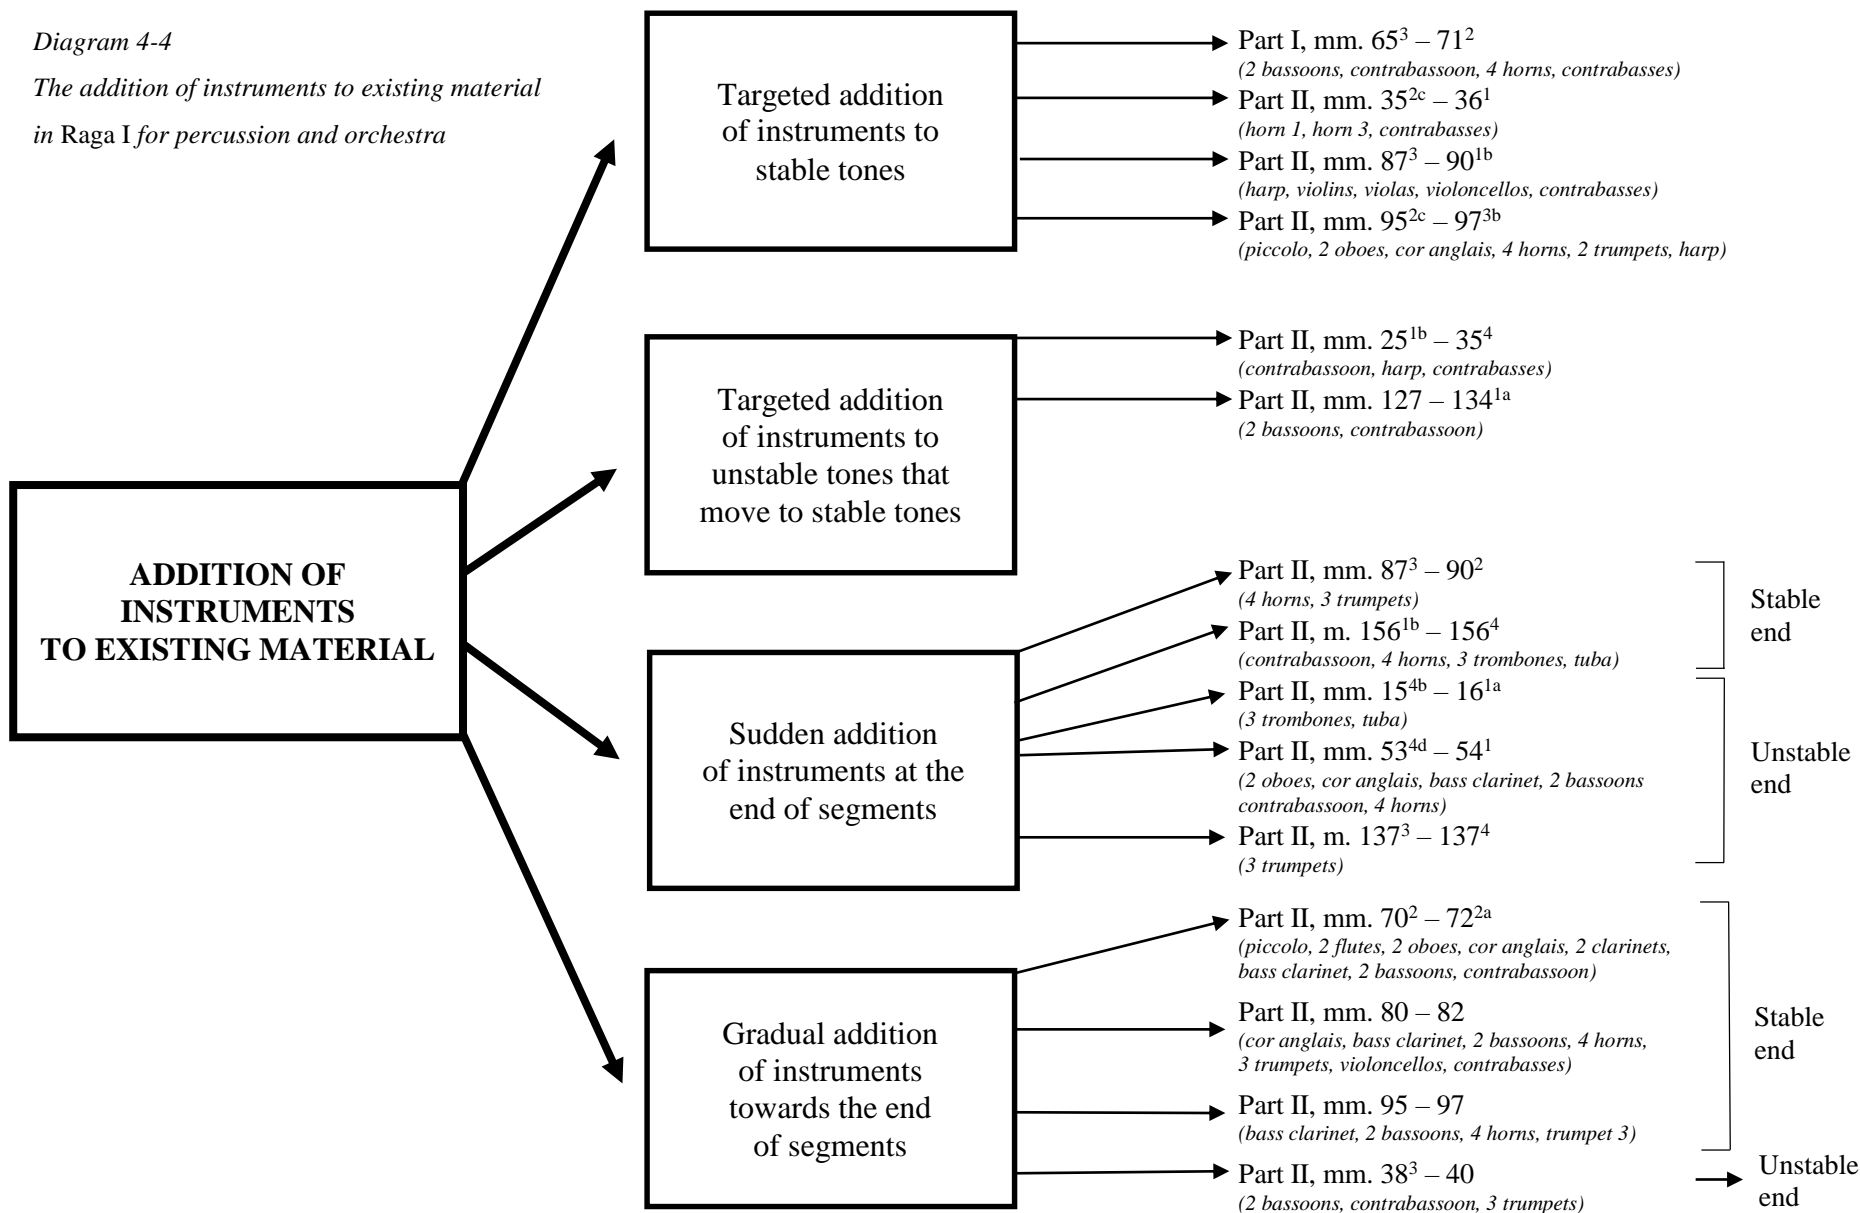 Diagram 4-4
The addition of instruments to existing material
in Raga I for percussion and orchestra
ADDITION OF
INSTRUMENTS
TO EXISTING MATERIAL
Targeted addition
of instruments to
stable tones
Part I, mm. 65³ – 71²
(2 bassoons, contrabassoon, 4 horns, contrabasses)
Part II, mm. 35²ᶜ – 36¹
(horn 1, horn 3, contrabasses)
Part II, mm. 87³ – 90¹ᵇ
(harp, violins, violas, violoncellos, contrabasses)
Part II, mm. 95²ᶜ – 97³ᵇ
(piccolo, 2 oboes, cor anglais, 4 horns, 2 trumpets, harp)
Targeted addition
of instruments to
unstable tones that
move to stable tones
Part II, mm. 25¹ᵇ – 35⁴
(contrabassoon, harp, contrabasses)
Part II, mm. 127 – 134¹ᵃ
(2 bassoons, contrabassoon)
Sudden addition
of instruments at the
end of segments
Part II, mm. 87³ – 90²
(4 horns, 3 trumpets)
Part II, m. 156¹ᵇ – 156⁴
(contrabassoon, 4 horns, 3 trombones, tuba)
Stable
end
Part II, mm. 15⁴ᵇ – 16¹ᵃ
(3 trombones, tuba)
Part II, mm. 53⁴ᵈ – 54¹
(2 oboes, cor anglais, bass clarinet, 2 bassoons
contrabassoon, 4 horns)
Part II, m. 137³ – 137⁴
(3 trumpets)
Unstable
end
Gradual addition
of instruments
towards the end
of segments
Part II, mm. 70² – 72²ᵃ
(piccolo, 2 flutes, 2 oboes, cor anglais, 2 clarinets,
bass clarinet, 2 bassoons, contrabassoon)
Part II, mm. 80 – 82
(cor anglais, bass clarinet, 2 bassoons, 4 horns,
3 trumpets, violoncellos, contrabasses)
Part II, mm. 95 – 97
(bass clarinet, 2 bassoons, 4 horns, trumpet 3)
Stable
end
Part II, mm. 38³ – 40
(2 bassoons, contrabassoon, 3 trumpets)
Unstable
end